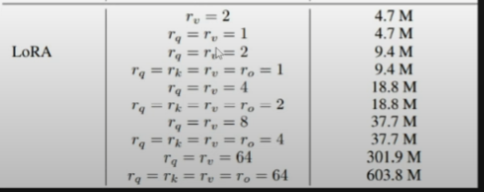 r_v = 2 4.7 M
r_q = r_v = 1 4.7 M
LoRA r_q = r_v = 2 9.4 M
r_q = r_k = r_v = r_o = 1 9.4 M
r_q = r_v = 4 18.8 M
r_q = r_k = r_v = r_o = 2 18.8 M
r_q = r_v = 8 37.7 M
r_q = r_k = r_v = r_o = 4 37.7 M
r_q = r_v = 64 301.9 M
r_q = r_k = r_v = r_o = 64 603.8 M